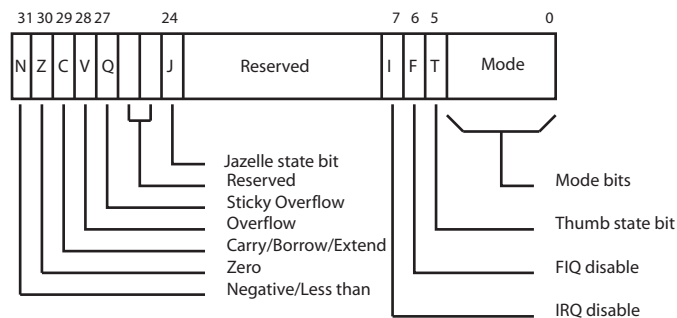 31 30 29 28 27 24 7 6 5 0
N Z C V Q J Reserved I F T Mode
Jazelle state bit
Reserved
Sticky Overflow
Overflow
Carry/Borrow/Extend
Zero
Negative/Less than
Mode bits
Thumb state bit
FIQ disable
IRQ disable